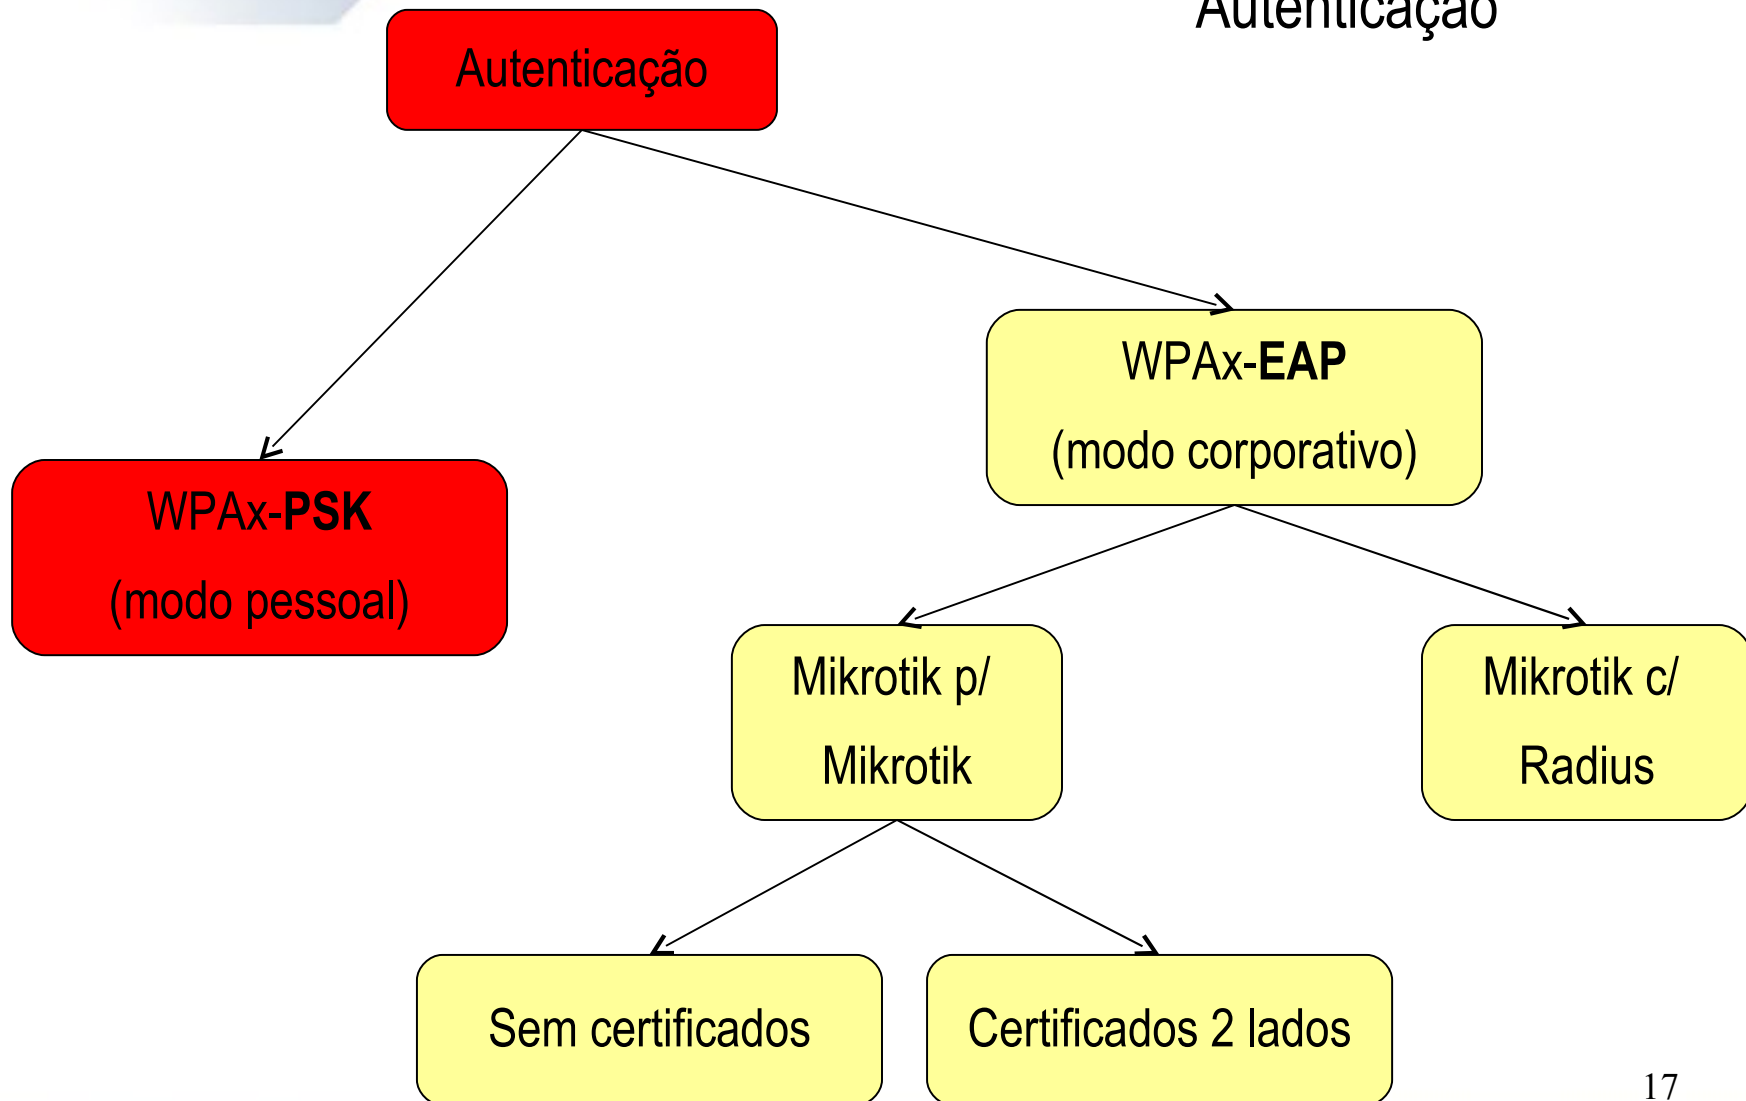 Autenticação
Autenticação
WPAx-EAP
(modo corporativo)
WPAx-PSK
(modo pessoal)
Mikrotik p/
Mikrotik
Mikrotik c/
Radius
Sem certificados
Certificados 2 lados
17